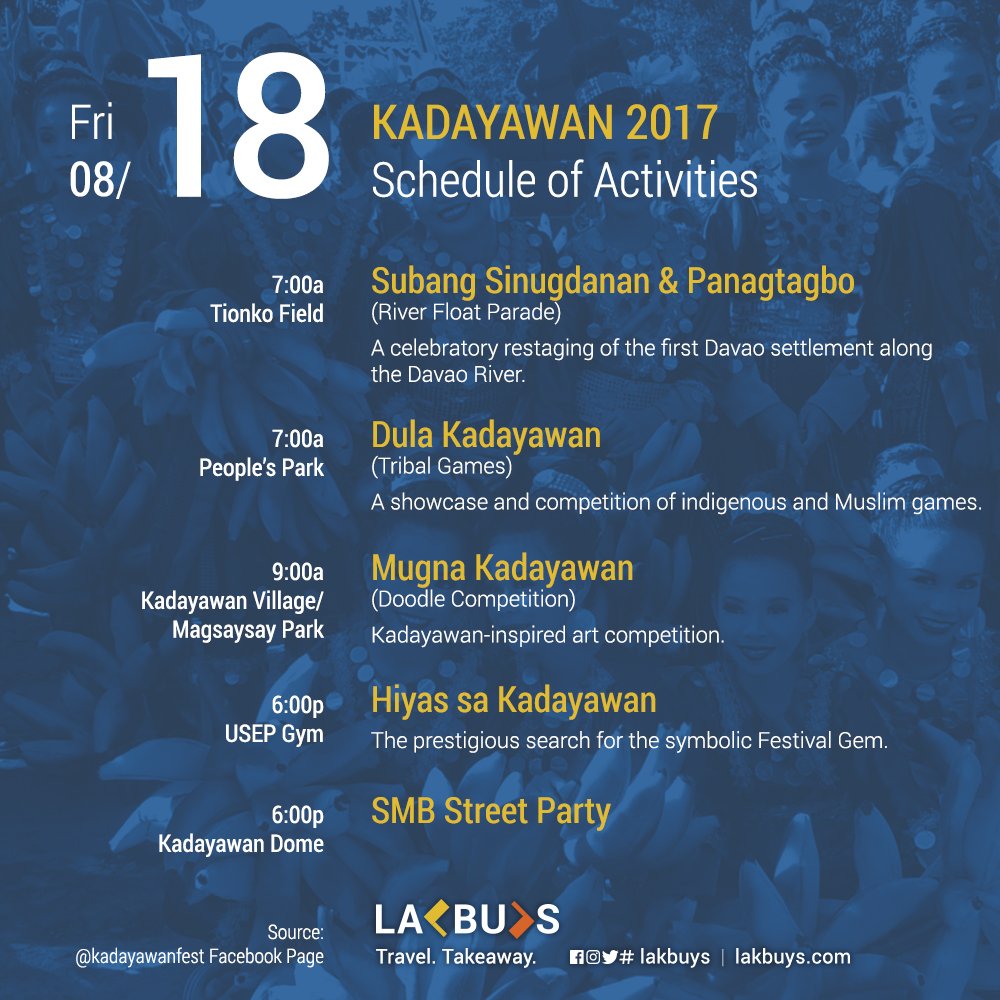 Fri
08/
18
KADAYAWAN 2017
Schedule of Activities
7:00a
Tionko Field
Subang Sinugdanan & Panagtagbo
(River Float Parade)
A celebratory restaging of the first Davao settlement along
the Davao River.
7:00a
People's Park
Dula Kadayawan
(Tribal Games)
A showcase and competition of indigenous and Muslim games.
9:00a
Kadayawan Village/
Magsaysay Park
Mugna Kadayawan
(Doodle Competition)
Kadayawan-inspired art competition.
6:00p
USEP Gym
Hiyas sa Kadayawan
The prestigious search for the symbolic Festival Gem.
6:00p
Kadayawan Dome
SMB Street Party
Source:
@kadayawanfest Facebook Page
LAKBUYS
Travel. Takeaway.
# lakbuys | lakbuys.com